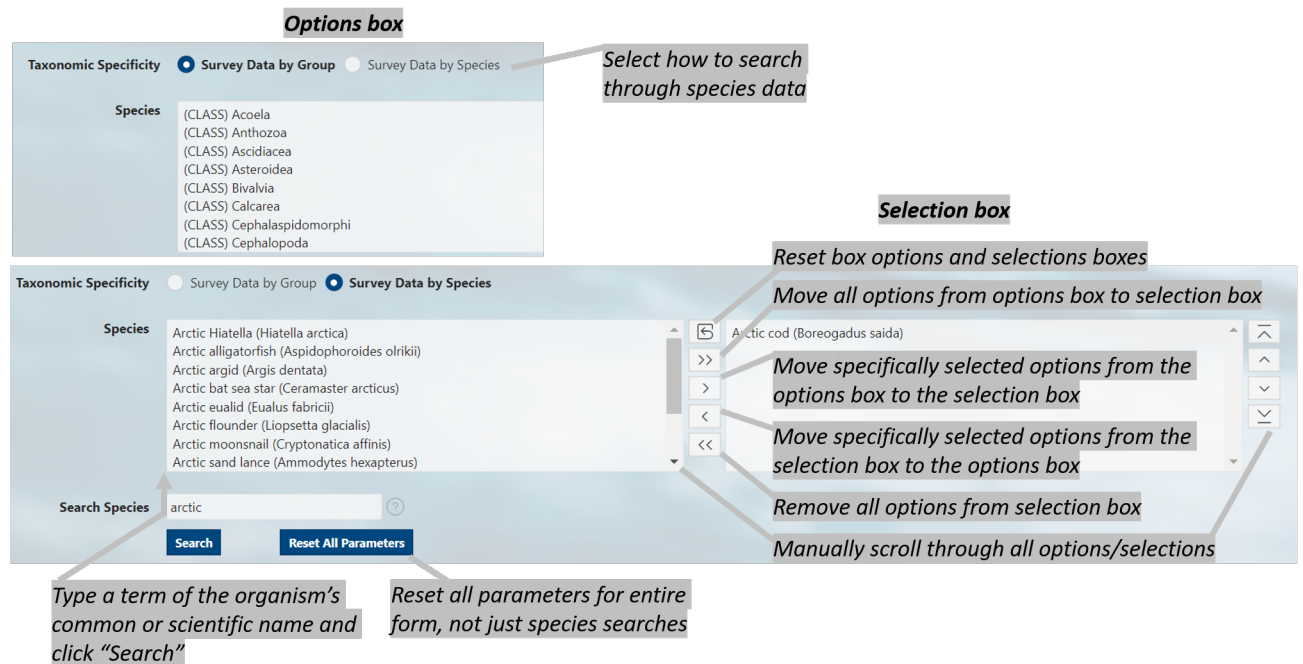 Options box
Taxonomic Specificity Survey Data by Group Survey Data by Species
Select how to search
through species data
Species
(CLASS) Acoela
(CLASS) Anthozoa
(CLASS) Ascidiacea
(CLASS) Asteroidea
(CLASS) Bivalvia
(CLASS) Calcarea
(CLASS) Cephalaspidomorphi
(CLASS) Cephalopoda
Selection box
Reset box options and selections boxes
Taxonomic Specificity Survey Data by Group Survey Data by Species
Move all options from options box to selection box
Species
Arctic Hiatella (Hiatella arctica)
Arctic alligatorfish (Aspidophoroides olrikii)
Arctic argid (Argis dentata)
Arctic bat sea star (Ceramaster arcticus)
Arctic eualid (Eualus fabricii)
Arctic flounder (Liopsetta glacialis)
Arctic moonsnail (Cryptonatica affinis)
Arctic sand lance (Ammodytes hexapterus)
>>
>
<
<<
Arctic cod (Boreogadus saida)
Move specifically selected options from the
options box to the selection box
Move specifically selected options from the
selection box to the options box
Remove all options from selection box
Manually scroll through all options/selections
Search Species arctic ?
Search Reset All Parameters
Type a term of the organism's
common or scientific name and
click “Search”
Reset all parameters for entire
form, not just species searches